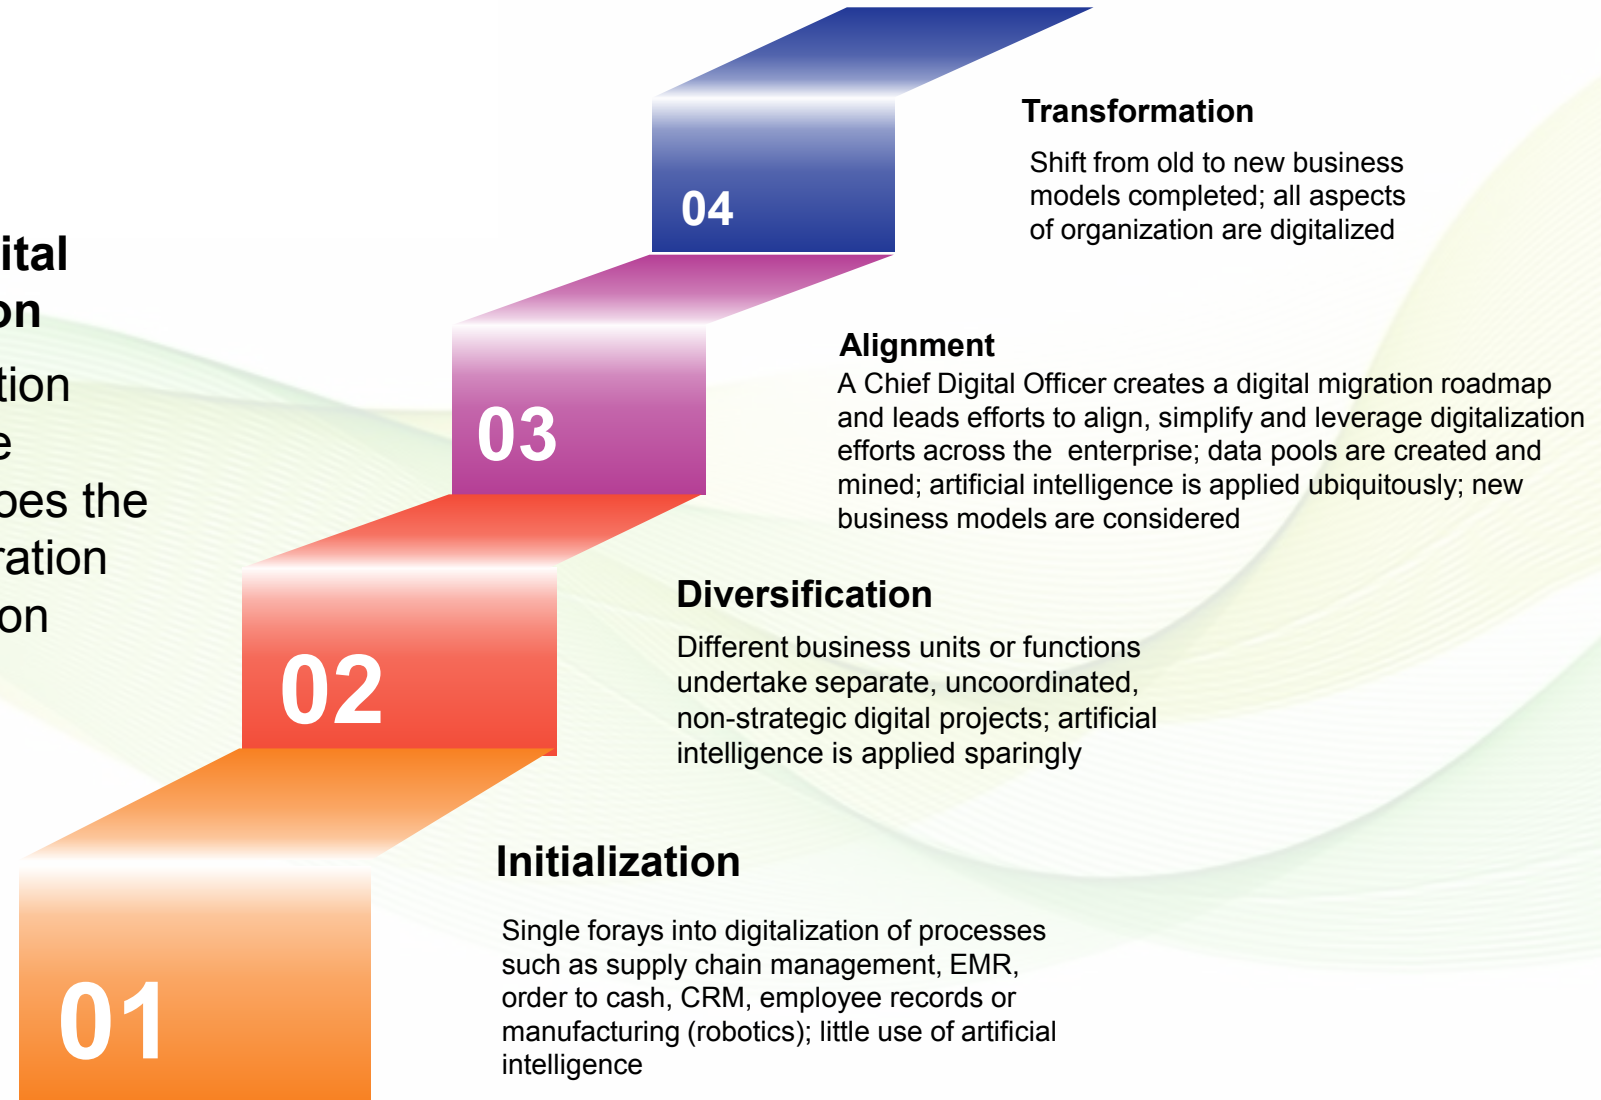 ital
on
tion
e
oes the
ration
on
04
Transformation
Shift from old to new business
models completed; all aspects
of organization are digitalized
03
Alignment
A Chief Digital Officer creates a digital migration roadmap
and leads efforts to align, simplify and leverage digitalization
efforts across the  enterprise; data pools are created and
mined; artificial intelligence is applied ubiquitously; new
business models are considered
02
Diversification
Different business units or functions
undertake separate, uncoordinated,
non-strategic digital projects; artificial
intelligence is applied sparingly
01
Initialization
Single forays into digitalization of processes
such as supply chain management, EMR,
order to cash, CRM, employee records or
manufacturing (robotics); little use of artificial
intelligence